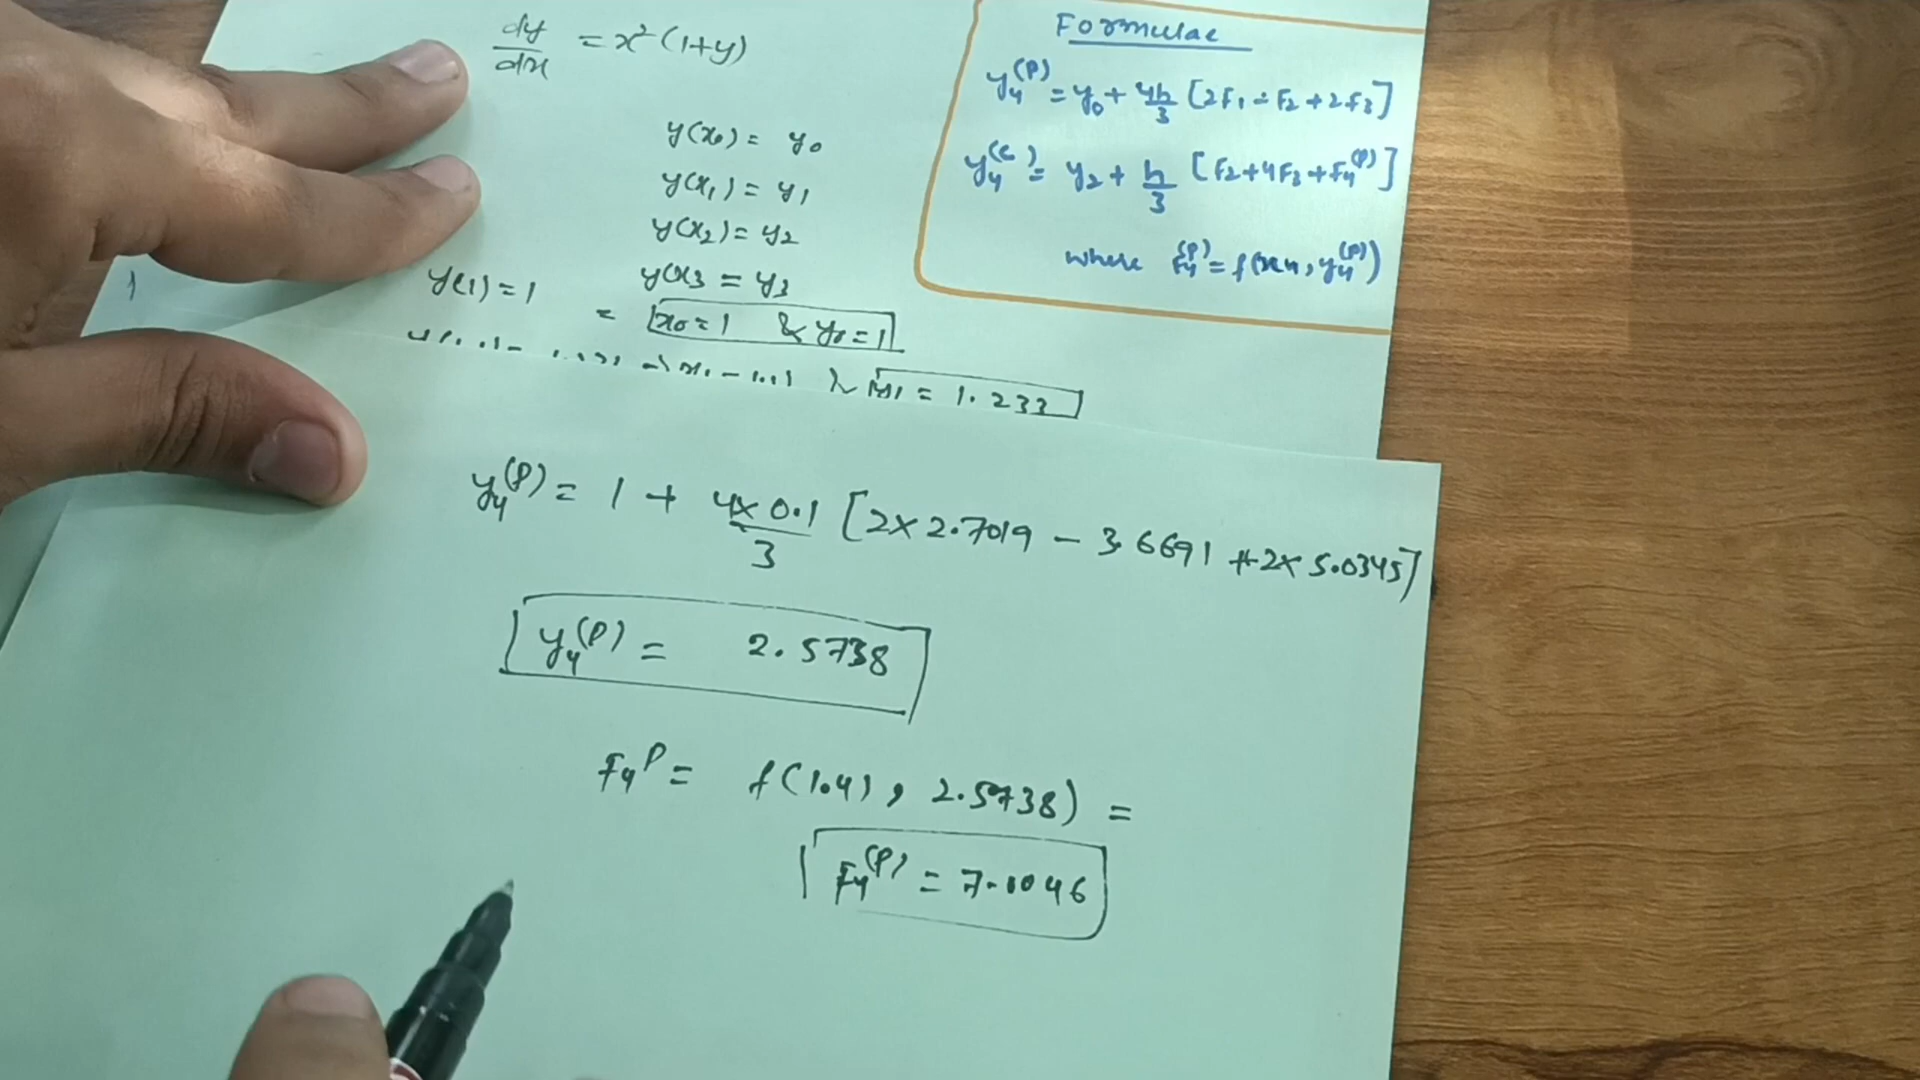 dy/dx = x²(1+y)
y(x₀) = y₀
y(x₁) = y₁
y(x₂) = y₂
y(x₃ = y₃
y(1) = 1 = x₀ = 1 & y₀ = 1
y₁ = 1.233
Formulae
y₄^(P) = y₀ + 4h/3 [2F₁ - F₂ + 2F₃]
y₄^(c) = y₂ + h/3 [F₂ + 4F₃ + F₄^(P)]
where F₄^(P) = f(x₄, y₄^(P))
y₄^(P) = 1 + 4×0.1/3 [2×2.7019 - 3.6691 + 2×5.0345]
y₄^(P) = 2.5738
F₄^P = f(1.4), 2.5738) =
F₄^(P) = 7.0046